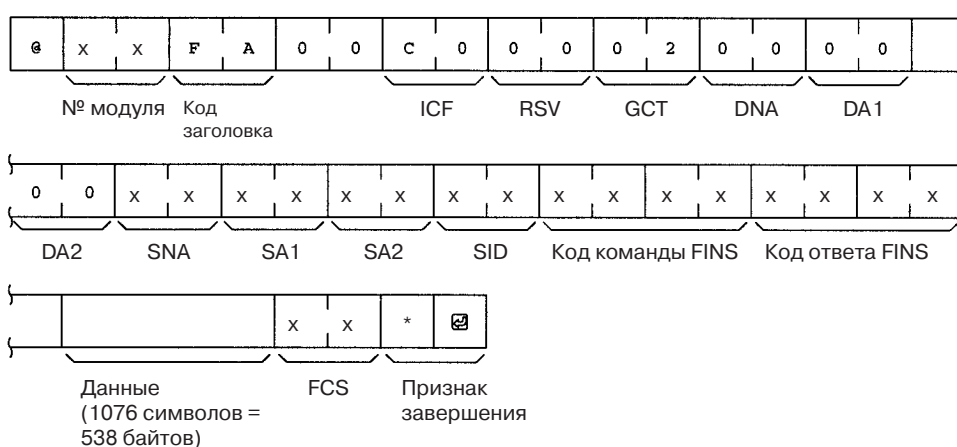 @ x x F A 0 0 C 0 0 0 0 2 0 0 0 0
№ модуля Код заголовка ICF RSV GCT DNA DA1
0 0 x x x x x x x x x x x x x x x x
DA2 SNA SA1 SA2 SID Код команды FINS Код ответа FINS
x x * ↵
Данные (1076 символов = 538 байтов) FCS Признак завершения